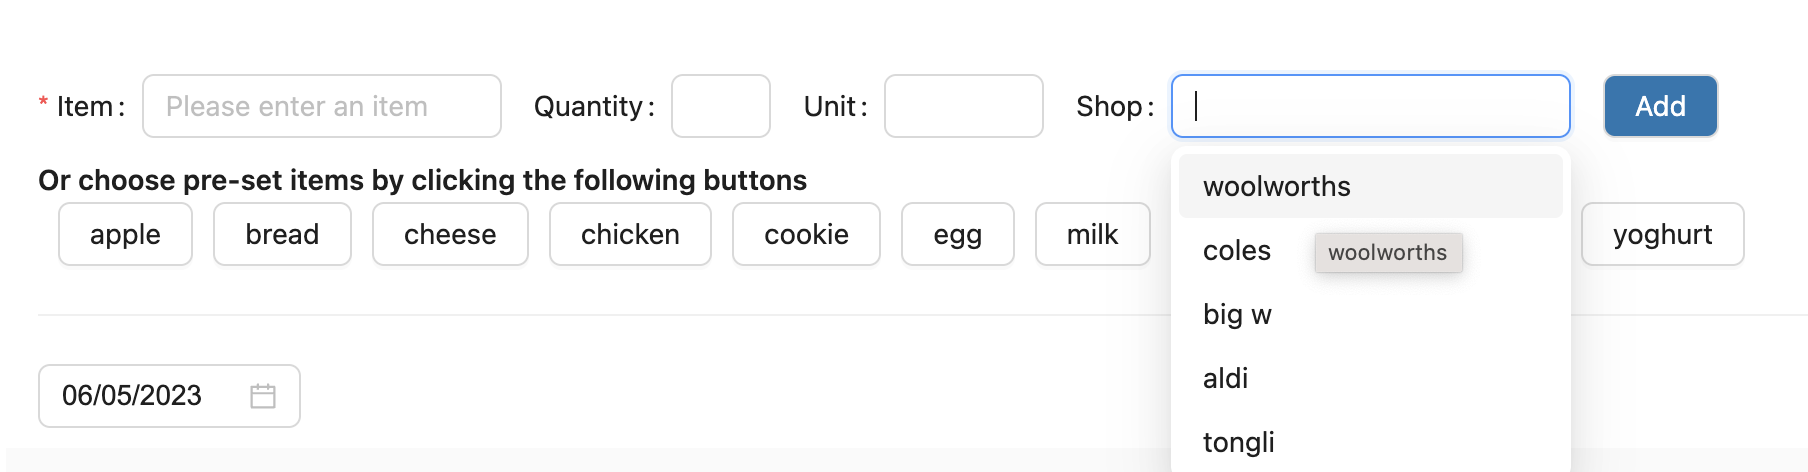 * Item: Please enter an item Quantity: Unit: Shop: Add
Or choose pre-set items by clicking the following buttons
apple bread cheese chicken cookie egg milk yoghurt
woolworths
coles woolworths
big w
aldi
tongli
06/05/2023